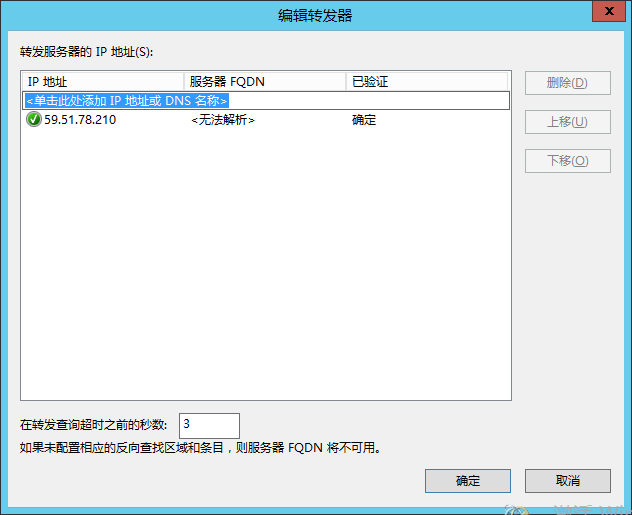 编辑转发器
转发服务器的 IP 地址(S):
IP 地址 服务器 FQDN 已验证
<单击此处添加 IP 地址或 DNS 名称>
59.51.78.210 <无法解析> 确定
删除(D)
上移(U)
下移(O)
在转发查询超时之前的秒数: 3
如果未配置相应的反向查找区域和条目，则服务器 FQDN 将不可用。
确定 取消